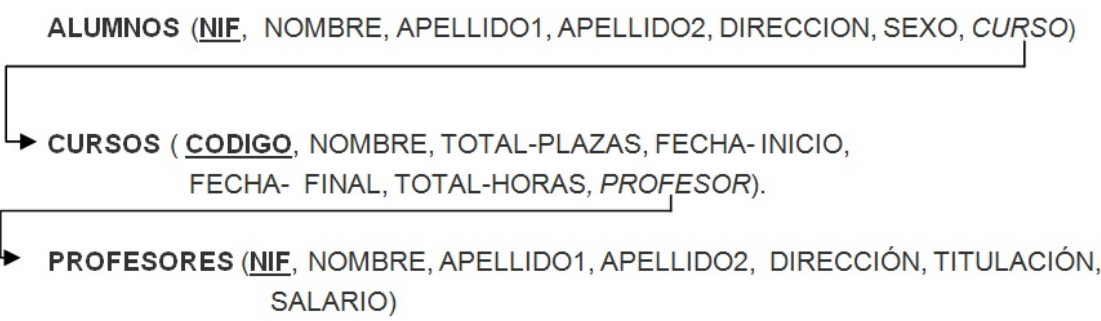 ALUMNOS (NIF, NOMBRE, APELLIDO1, APELLIDO2, DIRECCION, SEXO, CURSO)
CURSOS ( CODIGO, NOMBRE, TOTAL-PLAZAS, FECHA- INICIO,
FECHA- FINAL, TOTAL-HORAS, PROFESOR).
PROFESORES (NIF, NOMBRE, APELLIDO1, APELLIDO2, DIRECCIÓN, TITULACIÓN,
SALARIO)